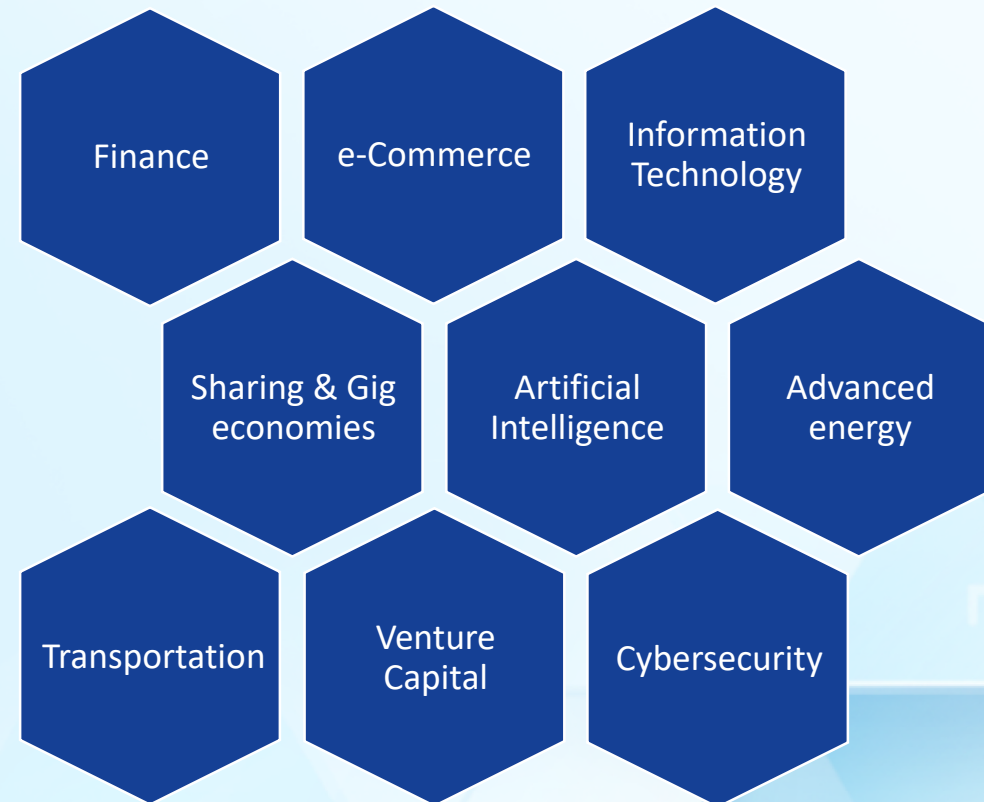 Finance
e-Commerce
Information
Technology
Sharing & Gig
economies
Artificial
Intelligence
Advanced
energy
Transportation
Venture
Capital
Cybersecurity